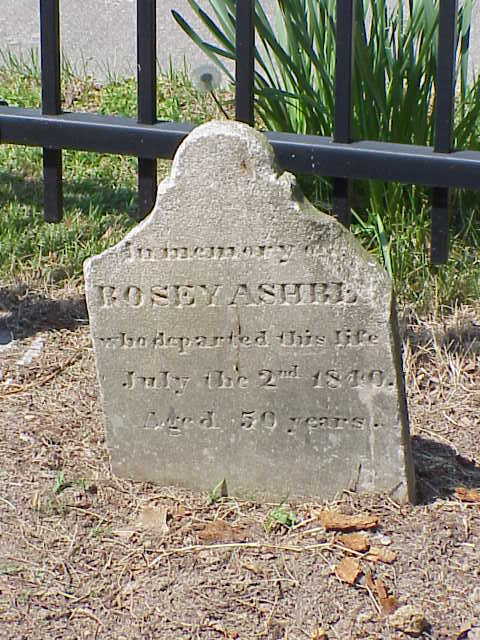 In memory of
ROSEY ASHBE
who departed this life
July the 2nd 1840.
Aged 50 years.